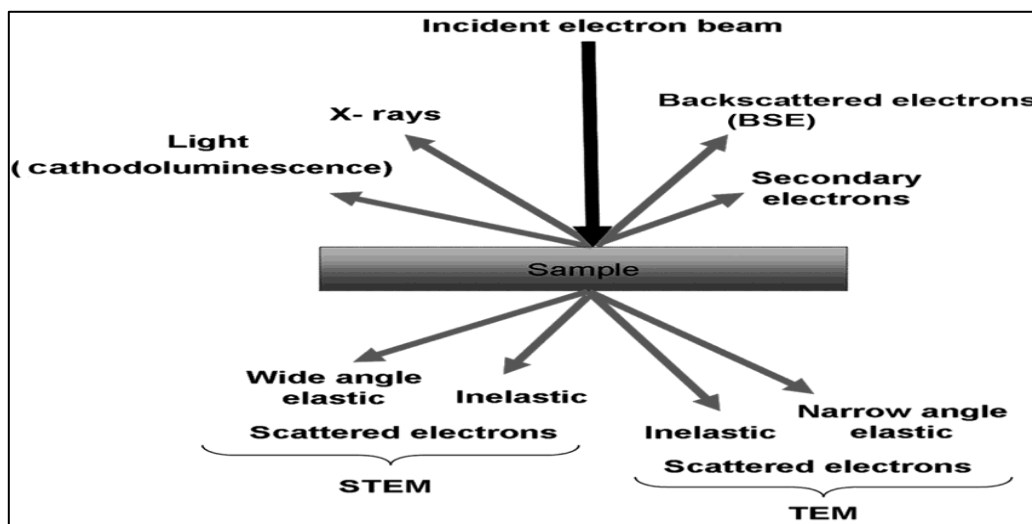 Incident electron beam
X- rays
Backscattered electrons
(BSE)
Light
( cathodoluminescence)
Secondary
electrons
Sample
Wide angle
elastic
Inelastic
Inelastic
Narrow angle
elastic
Scattered electrons
Scattered electrons
STEM
TEM